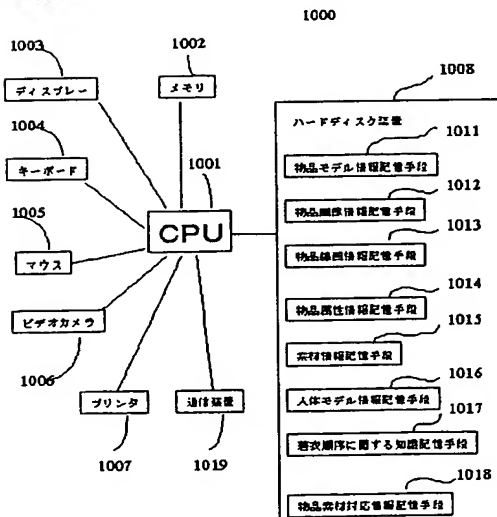 1000
1003
1002
1008
ディスプレー
メモリ
ハードディスク装置
1004
1011
キーボード
1001
物品モデル情報記憶手段
1012
1005
CPU
物品画像情報記憶手段
1013
マウス
物品線画情報記憶手段
1014
ビデオカメラ
物品属性情報記憶手段
1015
1006
素材情報記憶手段
1016
プリンタ
通信装置
人体モデル情報記憶手段
1017
1007
1019
着衣順序に関する知識記憶手段
1018
物品素材対応情報記憶手段